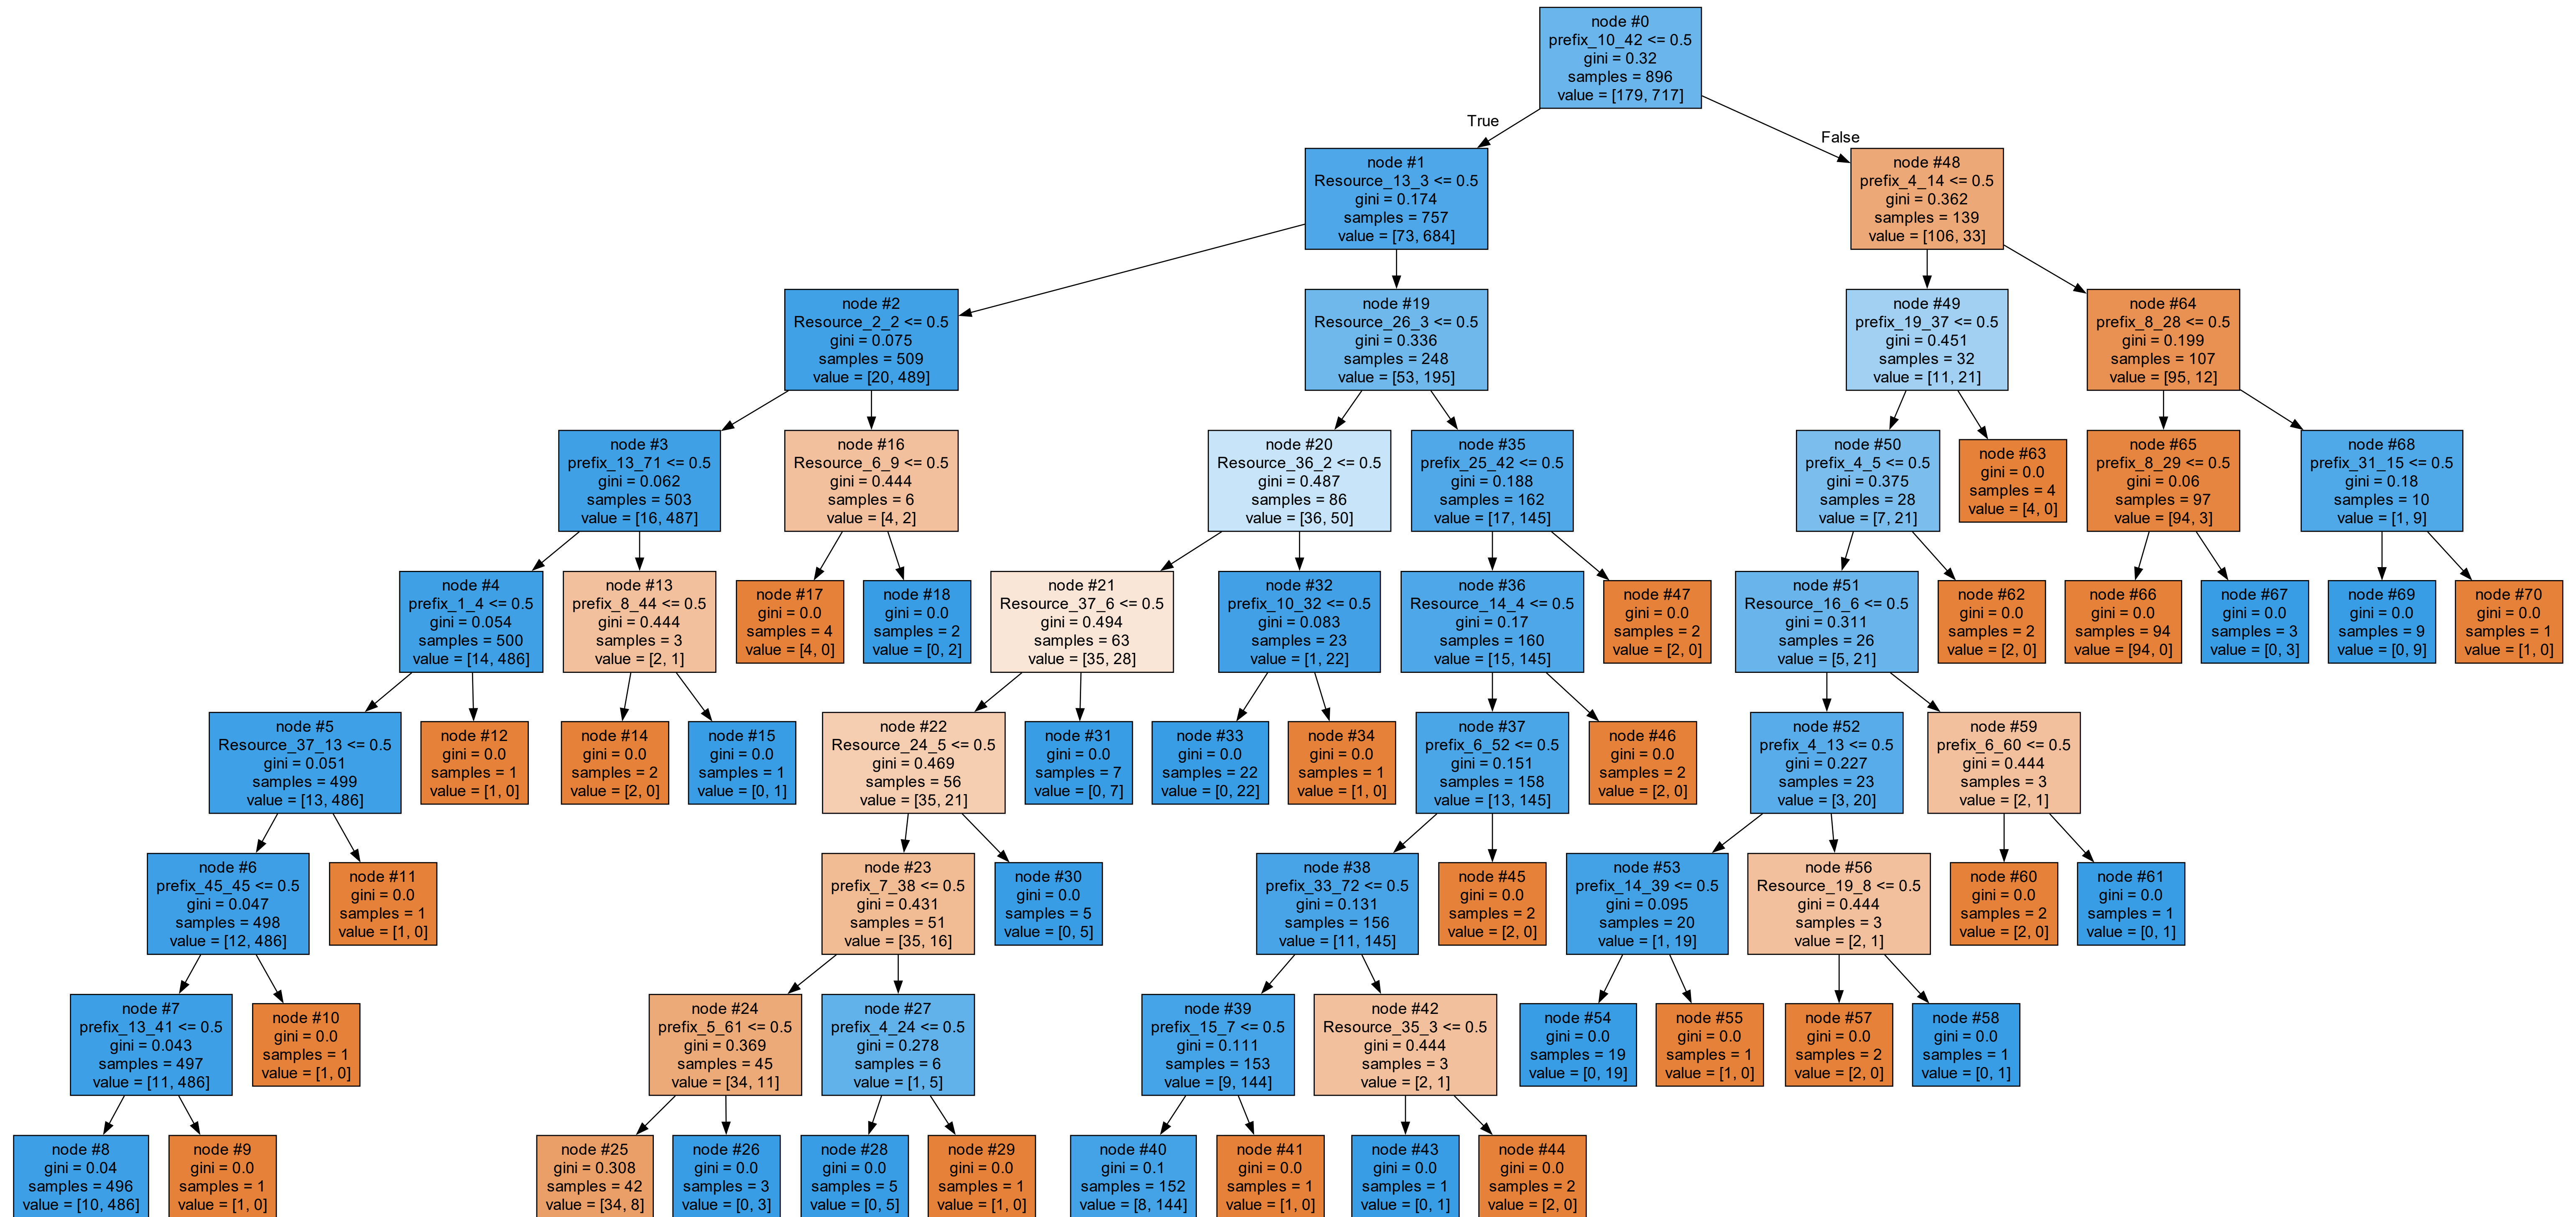 node #0
prefix_10_42 <= 0.5
gini = 0.32
samples = 896
value = [179, 717]
True
False
node #1
Resource_13_3 <= 0.5
gini = 0.174
samples = 757
value = [73, 684]
node #48
prefix_4_14 <= 0.5
gini = 0.362
samples = 139
value = [106, 33]
node #2
Resource_2_2 <= 0.5
gini = 0.075
samples = 509
value = [20, 489]
node #19
Resource_26_3 <= 0.5
gini = 0.336
samples = 248
value = [53, 195]
node #49
prefix_19_37 <= 0.5
gini = 0.451
samples = 32
value = [11, 21]
node #64
prefix_8_28 <= 0.5
gini = 0.199
samples = 107
value = [95, 12]
node #3
prefix_13_71 <= 0.5
gini = 0.062
samples = 503
value = [16, 487]
node #16
Resource_6_9 <= 0.5
gini = 0.444
samples = 6
value = [4, 2]
node #20
Resource_36_2 <= 0.5
gini = 0.487
samples = 86
value = [36, 50]
node #35
prefix_25_42 <= 0.5
gini = 0.188
samples = 162
value = [17, 145]
node #50
prefix_4_5 <= 0.5
gini = 0.375
samples = 28
value = [7, 21]
node #63
gini = 0.0
samples = 4
value = [4, 0]
node #65
prefix_8_29 <= 0.5
gini = 0.06
samples = 97
value = [94, 3]
node #68
prefix_31_15 <= 0.5
gini = 0.18
samples = 10
value = [1, 9]
node #4
prefix_1_4 <= 0.5
gini = 0.054
samples = 500
value = [14, 486]
node #13
prefix_8_44 <= 0.5
gini = 0.444
samples = 3
value = [2, 1]
node #17
gini = 0.0
samples = 4
value = [4, 0]
node #18
gini = 0.0
samples = 2
value = [0, 2]
node #21
Resource_37_6 <= 0.5
gini = 0.494
samples = 63
value = [35, 28]
node #32
prefix_10_32 <= 0.5
gini = 0.083
samples = 23
value = [1, 22]
node #36
Resource_14_4 <= 0.5
gini = 0.17
samples = 160
value = [15, 145]
node #47
gini = 0.0
samples = 2
value = [2, 0]
node #51
Resource_16_6 <= 0.5
gini = 0.311
samples = 26
value = [5, 21]
node #62
gini = 0.0
samples = 2
value = [2, 0]
node #66
gini = 0.0
samples = 94
value = [94, 0]
node #67
gini = 0.0
samples = 3
value = [0, 3]
node #69
gini = 0.0
samples = 9
value = [0, 9]
node #70
gini = 0.0
samples = 1
value = [1, 0]
node #5
Resource_37_13 <= 0.5
gini = 0.051
samples = 499
value = [13, 486]
node #12
gini = 0.0
samples = 1
value = [1, 0]
node #14
gini = 0.0
samples = 2
value = [2, 0]
node #15
gini = 0.0
samples = 1
value = [0, 1]
node #22
Resource_24_5 <= 0.5
gini = 0.469
samples = 56
value = [35, 21]
node #31
gini = 0.0
samples = 7
value = [0, 7]
node #33
gini = 0.0
samples = 22
value = [0, 22]
node #34
gini = 0.0
samples = 1
value = [1, 0]
node #37
prefix_6_52 <= 0.5
gini = 0.151
samples = 158
value = [13, 145]
node #46
gini = 0.0
samples = 2
value = [2, 0]
node #52
prefix_4_13 <= 0.5
gini = 0.227
samples = 23
value = [3, 20]
node #59
prefix_6_60 <= 0.5
gini = 0.444
samples = 3
value = [2, 1]
node #6
prefix_45_45 <= 0.5
gini = 0.047
samples = 498
value = [12, 486]
node #11
gini = 0.0
samples = 1
value = [1, 0]
node #23
prefix_7_38 <= 0.5
gini = 0.431
samples = 51
value = [35, 16]
node #30
gini = 0.0
samples = 5
value = [0, 5]
node #38
prefix_33_72 <= 0.5
gini = 0.131
samples = 156
value = [11, 145]
node #45
gini = 0.0
samples = 2
value = [2, 0]
node #53
prefix_14_39 <= 0.5
gini = 0.095
samples = 20
value = [1, 19]
node #56
Resource_19_8 <= 0.5
gini = 0.444
samples = 3
value = [2, 1]
node #60
gini = 0.0
samples = 2
value = [2, 0]
node #61
gini = 0.0
samples = 1
value = [0, 1]
node #7
prefix_13_41 <= 0.5
gini = 0.043
samples = 497
value = [11, 486]
node #10
gini = 0.0
samples = 1
value = [1, 0]
node #24
prefix_5_61 <= 0.5
gini = 0.369
samples = 45
value = [34, 11]
node #27
prefix_4_24 <= 0.5
gini = 0.278
samples = 6
value = [1, 5]
node #39
prefix_15_7 <= 0.5
gini = 0.111
samples = 153
value = [9, 144]
node #42
Resource_35_3 <= 0.5
gini = 0.444
samples = 3
value = [2, 1]
node #54
gini = 0.0
samples = 19
value = [0, 19]
node #55
gini = 0.0
samples = 1
value = [1, 0]
node #57
gini = 0.0
samples = 2
value = [2, 0]
node #58
gini = 0.0
samples = 1
value = [0, 1]
node #8
gini = 0.04
samples = 496
value = [10, 486]
node #9
gini = 0.0
samples = 1
value = [1, 0]
node #25
gini = 0.308
samples = 42
value = [34, 8]
node #26
gini = 0.0
samples = 3
value = [0, 3]
node #28
gini = 0.0
samples = 5
value = [0, 5]
node #29
gini = 0.0
samples = 1
value = [1, 0]
node #40
gini = 0.1
samples = 152
value = [8, 144]
node #41
gini = 0.0
samples = 1
value = [1, 0]
node #43
gini = 0.0
samples = 1
value = [0, 1]
node #44
gini = 0.0
samples = 2
value = [2, 0]